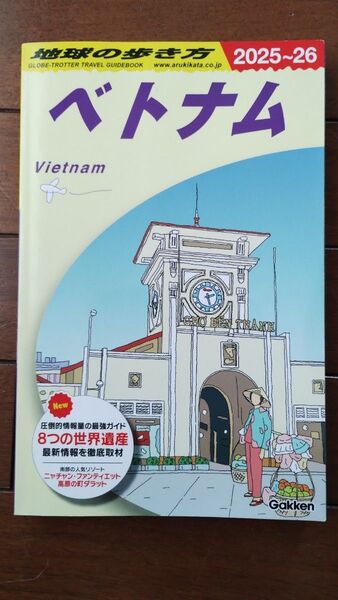 地球の歩き方
GLOBE-TROTTER TRAVEL GUIDEBOOK
www.arukikata.co.jp
2025~26
ベトナム
Vietnam
CHO BEN THANH
New
圧倒的情報量の最強ガイド
8つの世界遺産
最新情報を徹底取材
南部の人気リゾート
ニャチャン・ファンティエット
高原の町ダラット
Gakken